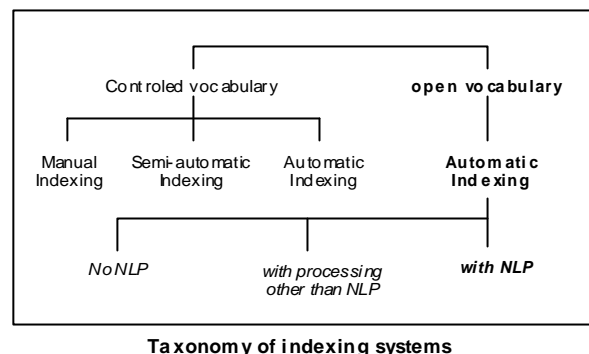 Controled vocabulary open vocabulary
Manual Semi-automatic Automatic Automatic
Indexing Indexing Indexing Indexing
No NLP with processing with NLP
other than NLP
Taxonomy of indexing systems